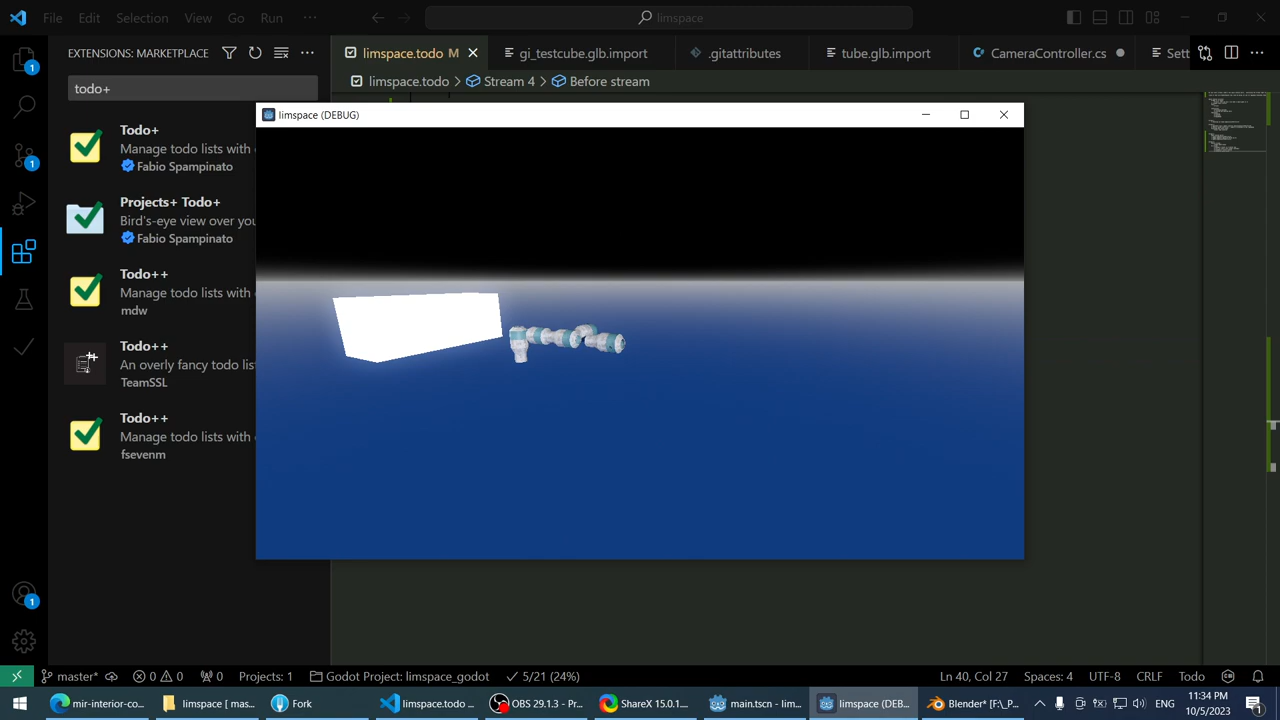 File Edit Selection View Go Run ···
limspace
EXTENSIONS: MARKETPLACE
limspace.todo M
gi_testcube.glb.import
.gitattributes
tube.glb.import
CameraController.cs
Sett
todo+
limspace.todo > Stream 4 > Before stream
limspace (DEBUG)
Todo+
Manage todo lists with
Fabio Spampinato
Projects+ Todo+
Bird's-eye view over you
Fabio Spampinato
Todo++
Manage todo lists with
mdw
Todo++
An overly fancy todo list
TeamSSL
Todo++
Manage todo lists with
fsevenm
1
1
1
1
master* 0 0 0 Projects: 1 Godot Project: limspace_godot 5/21 (24%) Ln 40, Col 27 Spaces: 4 UTF-8 CRLF Todo
mir-interior-co...
limspace [ mas...
Fork
limspace.todo ...
OBS 29.1.3 - Pr...
ShareX 15.0.1...
main.tscn - lim...
limspace (DEB...
Blender* [F:\_P...
11:34 PM
10/5/2023
1